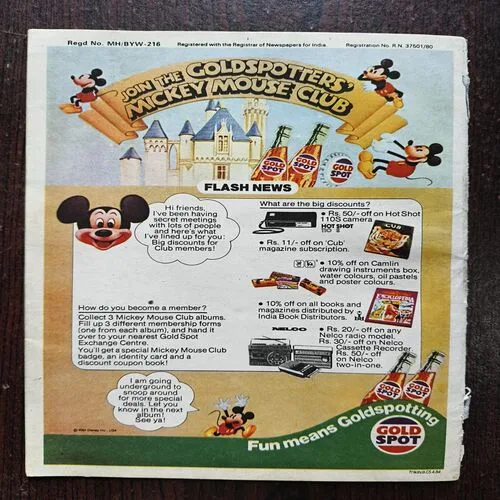 Regd No. MH/BYW-216 Registered with the Registrar of Newspapers for India. Registration No. R.N. 37501/80
JOIN THE GOLDSPOTTERS'
MICKEY MOUSE CLUB
GOLD SPOT
GOLD SPOT
GOLD SPOT
FLASH NEWS
Hi friends,
I've been having
secret meetings
with lots of people
and here's what
I've lined up for you:
Big discounts for
Club members!
What are the big discounts?
• Rs. 50/- off on Hot Shot
110S camera
HOT SHOT
110 S
CUB
• Rs. 11/- off on 'Cub'
magazine subscription.
• 10% off on Camlin
drawing instruments box,
water colours, oil pastels
and poster colours.
• 10% off on all books and
magazines distributed by
India Book Distributors.
NELCO
• Rs. 20/- off on any
Nelco radio model.
Rs. 30/- off on Nelco
Cassette Recorder
Rs. 50/-
off on Nelco
two-in-one.
How do you become a member?
Collect 3 Mickey Mouse Club albums.
Fill up 3 different membership forms
(one from each album), and hand it
over to your nearest Gold Spot
Exchange Centre.
You'll get a special Mickey Mouse Club
badge, an identity card and a
discount coupon book!
I am going
underground to
snoop around
for more special
deals. Let you
know in the next
album!
See ya!
GOLD SPOT
GOLD SPOT
Fun means Goldspotting
GOLD
SPOT